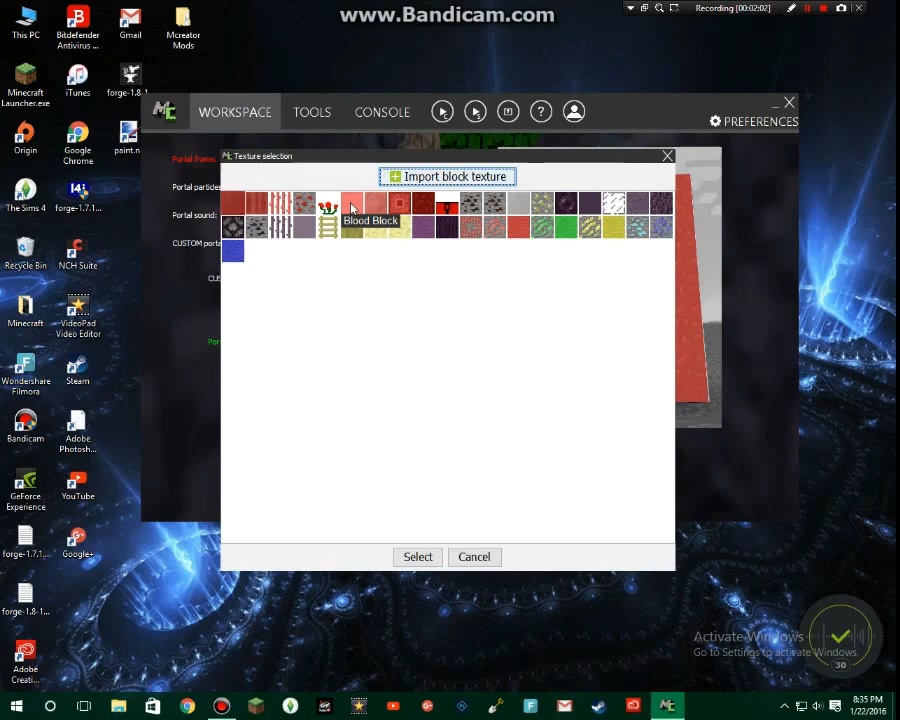 www.Bandicam.com
Recording [00:02:02]
This PC
Bitdefender Antivirus ...
Gmail
Mcreator Mods
Minecraft Launcher.exe
iTunes
forge-1.8-1...
Origin
Google Chrome
paint.n...
The Sims 4
forge-1.7.1...
Recycle Bin
NCH Suite
Minecraft
VideoPad Video Editor
Wondershare Filmora
Steam
Bandicam
Adobe Photosh...
GeForce Experience
YouTube
forge-1.7.1...
Google+
forge-1.8-1...
Adobe Creati...
WORKSPACE
TOOLS
CONSOLE
PREFERENCES
Portal frame:
Portal particles
Portal sound:
CUSTOM porta
CUS
Por
Texture selection
Import block texture
Blood Block
Select
Cancel
Activate Windows
Go to Settings to activate Windows.
30
8:35 PM
1/22/2016